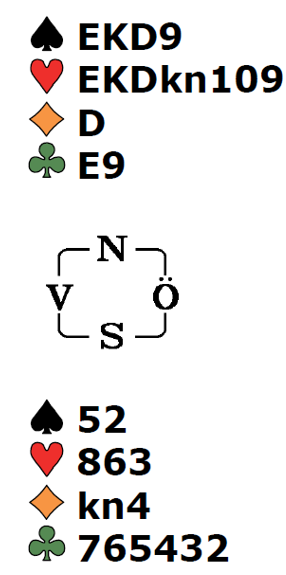 ♠ EKD9
♥ EKDkn109
♦ D
♣ E9
N
V Ö
S
♠ 52
♥ 863
♦ kn4
♣ 765432